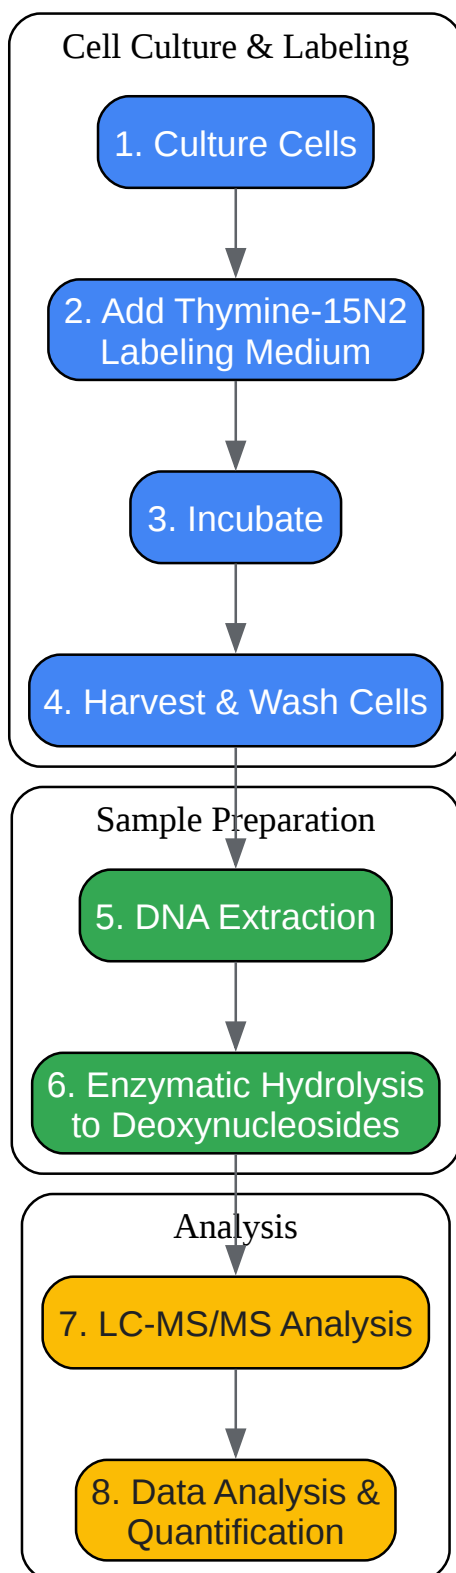 Cell Culture & Labeling
1. Culture Cells
2. Add Thymine-15N2
Labeling Medium
3. Incubate
4. Harvest & Wash Cells
Sample Preparation
5. DNA Extraction
6. Enzymatic Hydrolysis
to Deoxynucleosides
Analysis
7. LC-MS/MS Analysis
8. Data Analysis &
Quantification